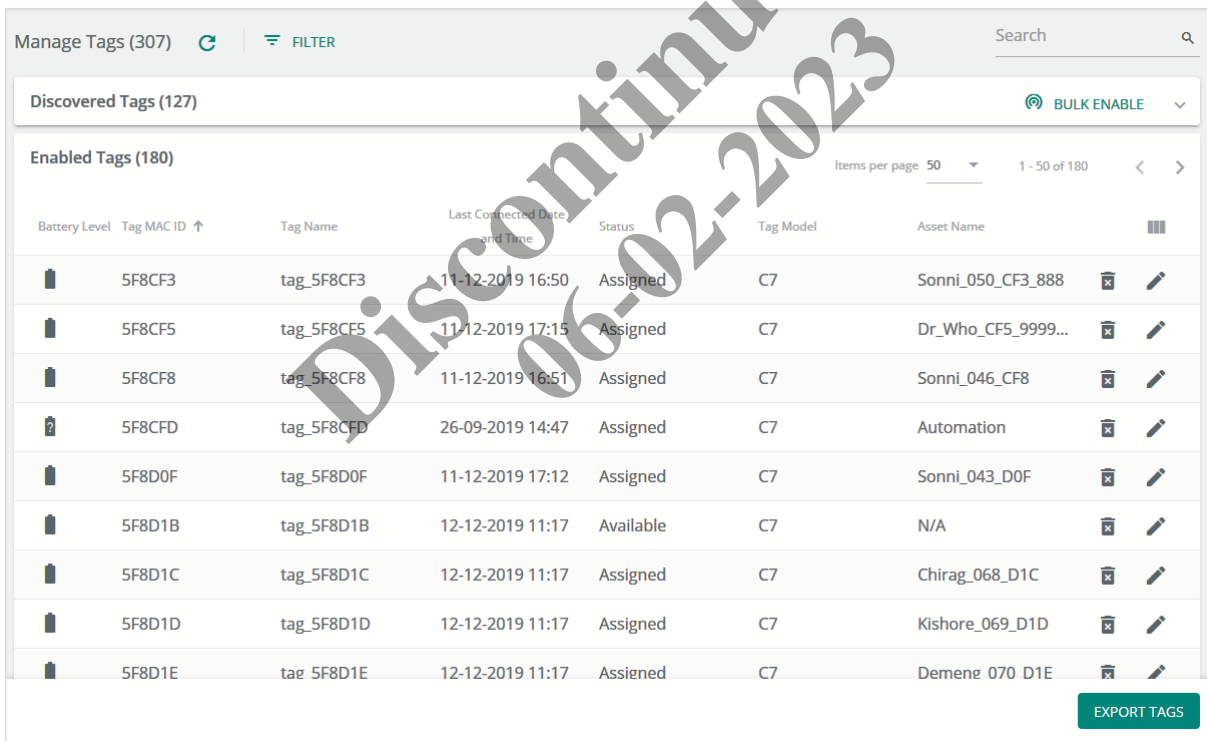 Manage Tags (307) FILTER Search
Discovered Tags (127) BULK ENABLE
Enabled Tags (180) Items per page 50 1 - 50 of 180
Battery Level Tag MAC ID ↑ Tag Name Last Connected Date and Time Status Tag Model Asset Name
5F8CF3 tag_5F8CF3 11-12-2019 16:50 Assigned C7 Sonni_050_CF3_888
5F8CF5 tag_5F8CF5 11-12-2019 17:15 Assigned C7 Dr_Who_CF5_9999...
5F8CF8 tag_5F8CF8 11-12-2019 16:51 Assigned C7 Sonni_046_CF8
? 5F8CFD tag_5F8CFD 26-09-2019 14:47 Assigned C7 Automation
5F8D0F tag_5F8D0F 11-12-2019 17:12 Assigned C7 Sonni_043_D0F
5F8D1B tag_5F8D1B 12-12-2019 11:17 Available C7 N/A
5F8D1C tag_5F8D1C 12-12-2019 11:17 Assigned C7 Chirag_068_D1C
5F8D1D tag_5F8D1D 12-12-2019 11:17 Assigned C7 Kishore_069_D1D
5F8D1E tag_5F8D1E 12-12-2019 11:17 Assigned C7 Demeng_070_D1E
EXPORT TAGS
Discontinu
06-02-2023